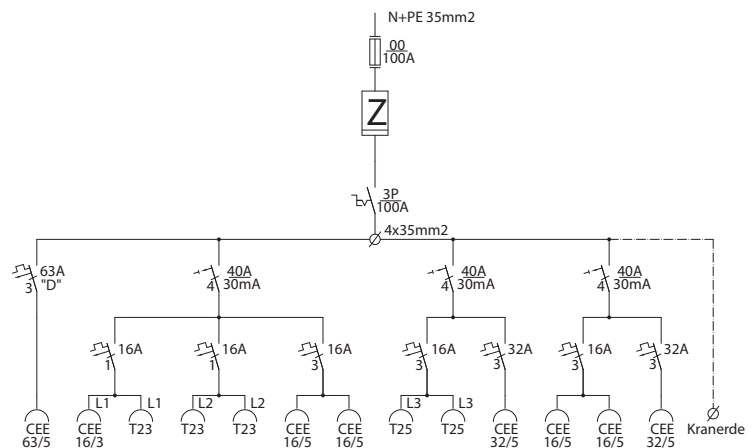 N+PE 35mm2
00
100A
Z
3P
100A
4x35mm2
63A
"D"
3
40A
30mA
4
40A
30mA
4
40A
30mA
4
16A
1
16A
1
16A
3
16A
3
32A
3
16A
3
32A
3
L1 L1 L2 L2 L3 L3
CEE
63/5
CEE
16/3
T23
T23
T23
CEE
16/5
CEE
16/5
T25
T25
CEE
32/5
CEE
16/5
CEE
16/5
CEE
32/5
Kranerde